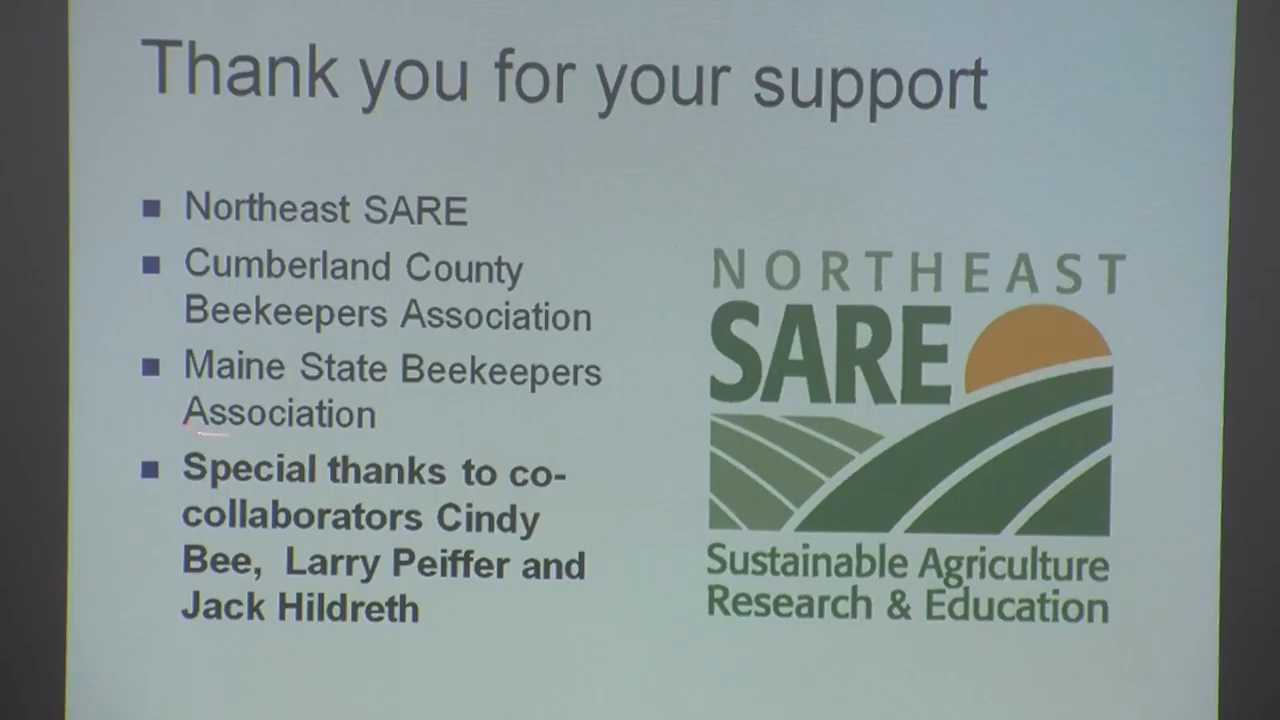 Thank you for your support
Northeast SARE
Cumberland County
Beekeepers Association
Maine State Beekeepers
Association
Special thanks to co-
collaborators Cindy
Bee, Larry Peiffer and
Jack Hildreth
NORTHEAST
SARE
Sustainable Agriculture
Research & Education